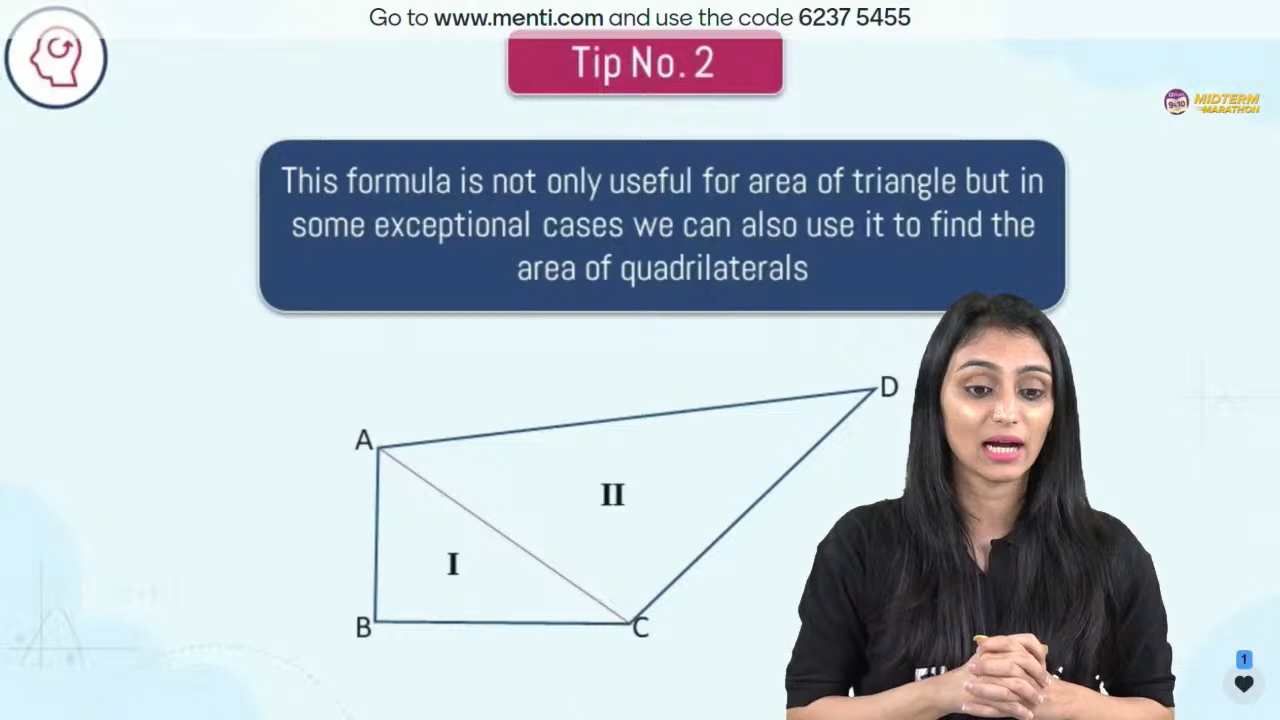 Go to www.menti.com and use the code 6237 5455
Tip No. 2
9&10
MIDTERM
MARATHON
This formula is not only useful for area of triangle but in
some exceptional cases we can also use it to find the
area of quadrilaterals
D
A
II
I
B
C
1